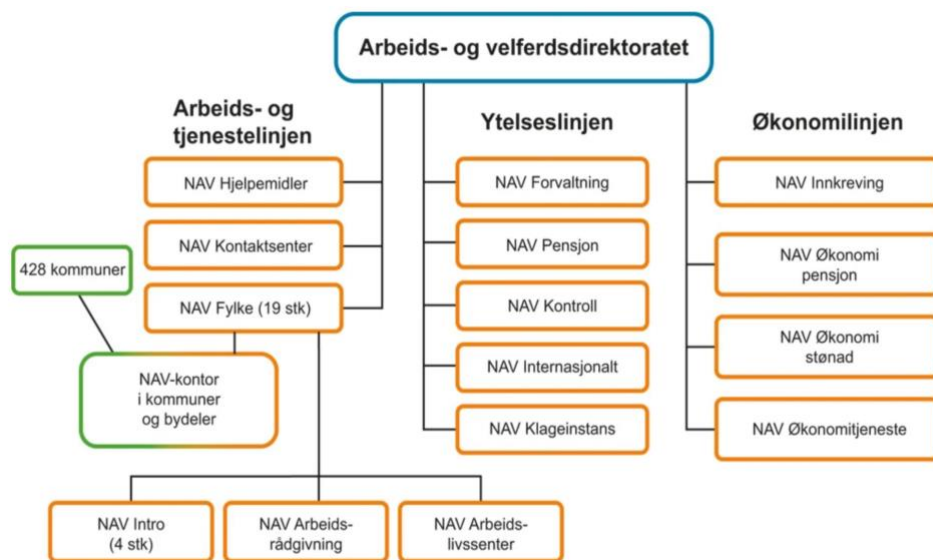 Arbeids- og velferdsdirektoratet
Arbeids- og
tjenestelinjen
NAV Hjelpemidler
NAV Kontaktsenter
428 kommuner
NAV Fylke (19 stk)
NAV-kontor
i kommuner
og bydeler
NAV Intro
(4 stk)
NAV Arbeids-
rådgivning
NAV Arbeids-
livssenter
Ytelseslinjen
NAV Forvaltning
NAV Pensjon
NAV Kontroll
NAV Internasjonalt
NAV Klageinstans
Økonomilinjen
NAV Innkreving
NAV Økonomi
pensjon
NAV Økonomi
stønad
NAV Økonomitjeneste